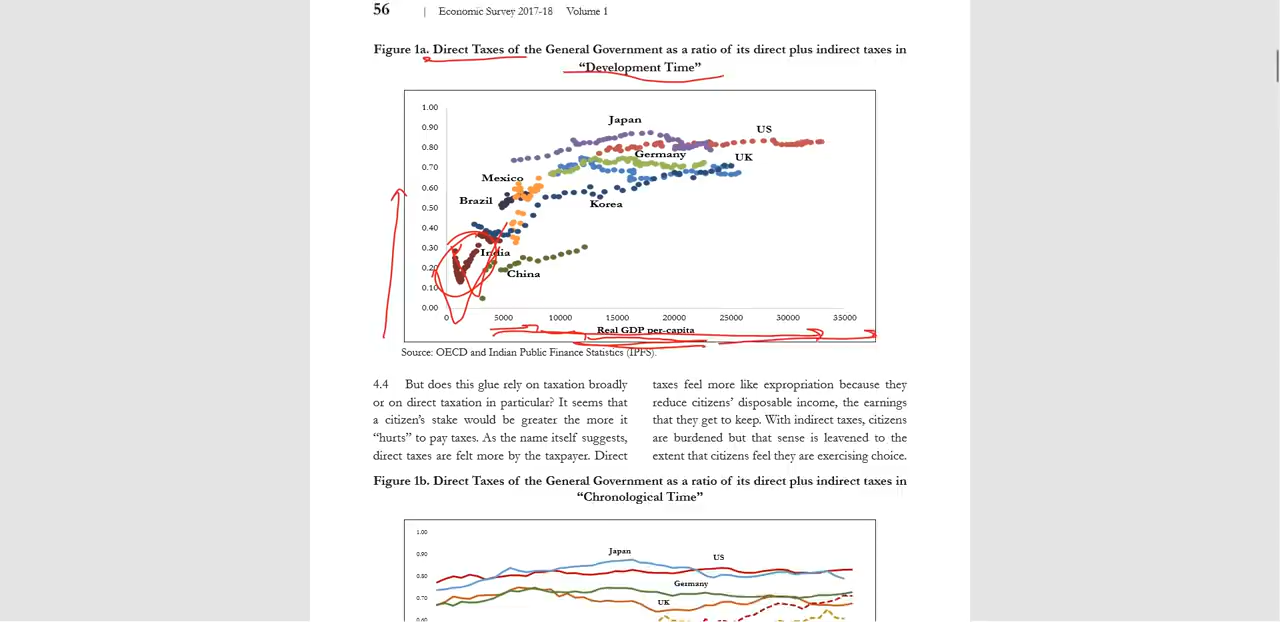 56 | Economic Survey 2017-18 Volume 1
Figure 1a. Direct Taxes of the General Government as a ratio of its direct plus indirect taxes in
“Development Time”
1.00
0.90
0.80
0.70
0.60
0.50
0.40
0.30
0.20
0.10
0.00
Japan
US
Germany
UK
Mexico
Brazil
Korea
India
China
0 5000 10000 15000 20000 25000 30000 35000
Real GDP per-capita
Source: OECD and Indian Public Finance Statistics (IPFS).
4.4 But does this glue rely on taxation broadly
or on direct taxation in particular? It seems that
a citizen’s stake would be greater the more it
“hurts” to pay taxes. As the name itself suggests,
direct taxes are felt more by the taxpayer. Direct
taxes feel more like expropriation because they
reduce citizens’ disposable income, the earnings
that they get to keep. With indirect taxes, citizens
are burdened but that sense is leavened to the
extent that citizens feel they are exercising choice.
Figure 1b. Direct Taxes of the General Government as a ratio of its direct plus indirect taxes in
“Chronological Time”
1.00
0.90
0.80
0.70
0.60
Japan
US
Germany
UK